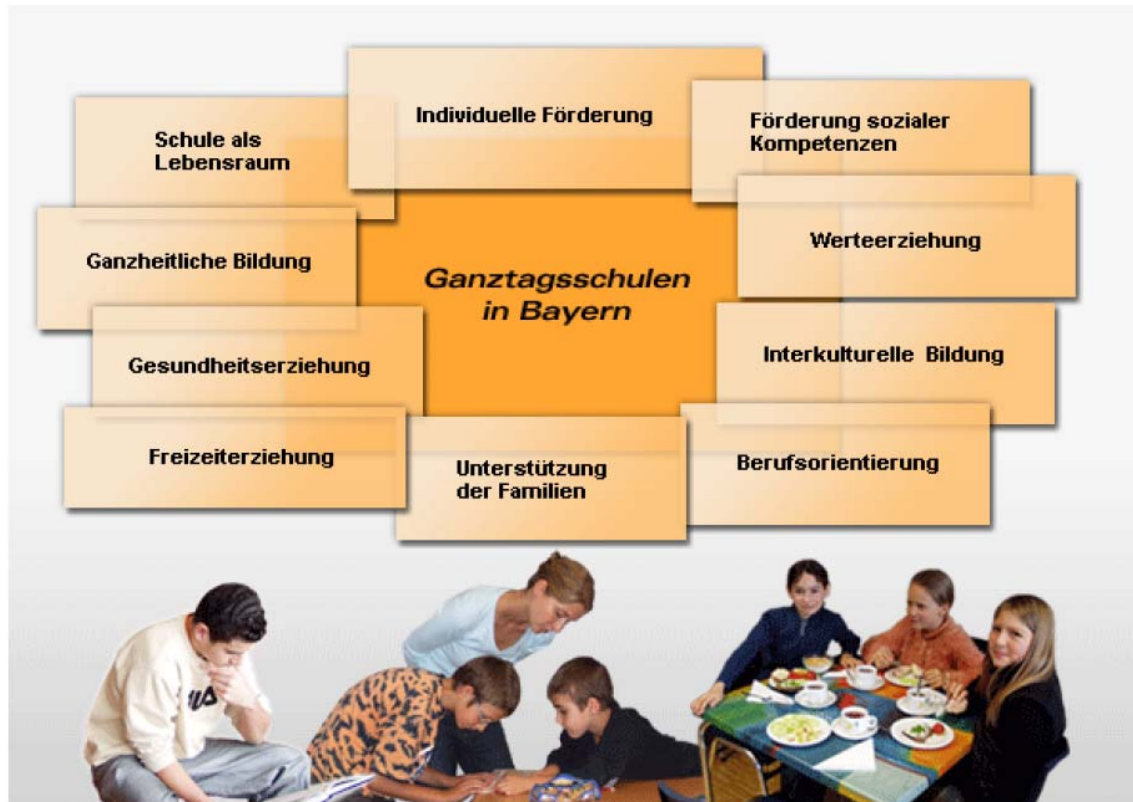 Individuelle Förderung
Schule als
Lebensraum
Förderung sozialer
Kompetenzen
Ganzheitliche Bildung
Werteerziehung
Ganztagsschulen
in Bayern
Gesundheitserziehung
Interkulturelle Bildung
Freizeiterziehung
Unterstützung
der Familien
Berufsorientierung